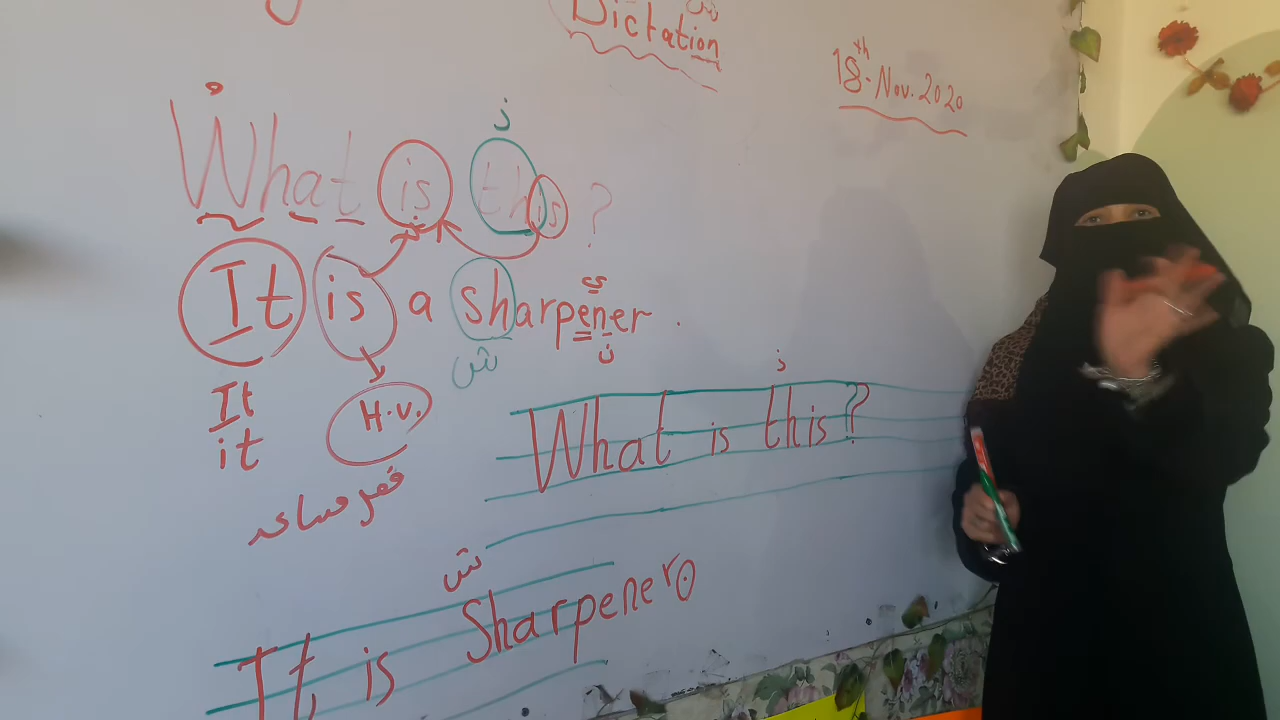 Dictation
ش
18th. Nov. 2020
What is this ?
ذ
It is a sharpener .
ش
ي
ن
It
it
H.V.
فعل مساعد
ذ
What is this ?
ش
It is Sharpener.